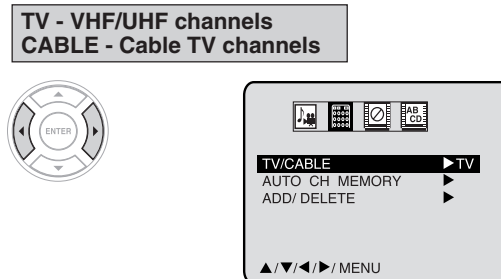 TV - VHF/UHF channels
CABLE - Cable TV channels
ENTER
AB
CD
TV/CABLE ▶TV
AUTO CH MEMORY ▶
ADD/ DELETE ▶
▲/▼/◀/▶/ MENU